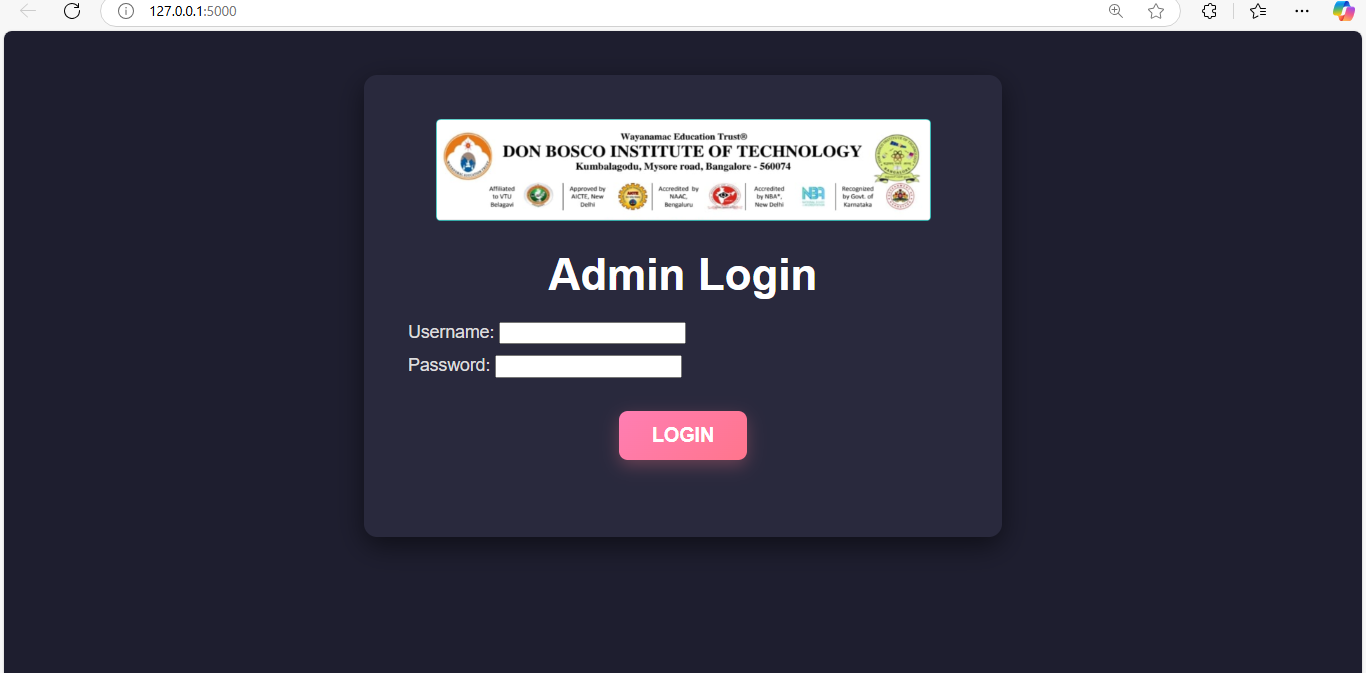 127.0.0.1:5000
Wayanamac Education Trust®
DON BOSCO INSTITUTE OF TECHNOLOGY
Kumbalagodu, Mysore road, Bangalore - 560074
Affiliated
to VTU
Belagavi
Approved by
AICTE, New
Delhi
Accredited by
NAAC,
Bengaluru
Accredited
by NBA*,
New Delhi
NBA
Recognized
by Govt. of
Karnataka
Admin Login
Username:
Password:
LOGIN